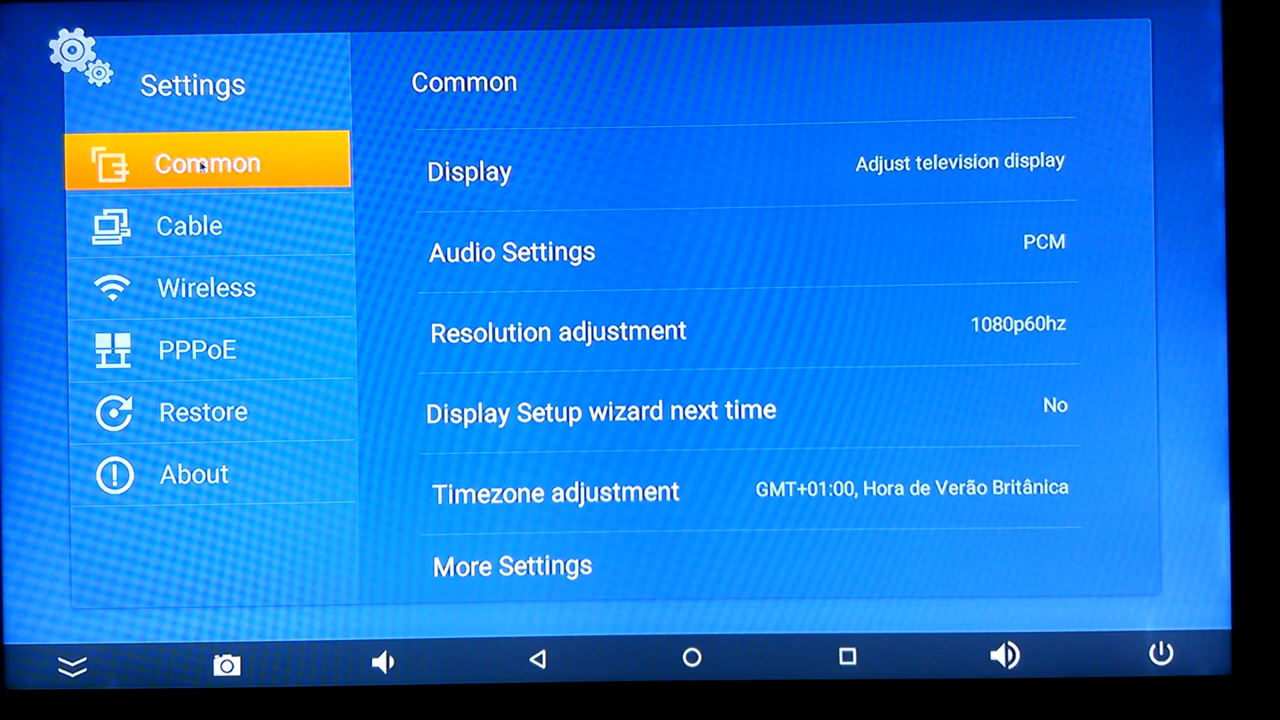 Settings
Common
Cable
Wireless
PPPoE
Restore
About
Common
Display Adjust television display
Audio Settings PCM
Resolution adjustment 1080p60hz
Display Setup wizard next time No
Timezone adjustment GMT+01:00, Hora de Verão Britânica
More Settings